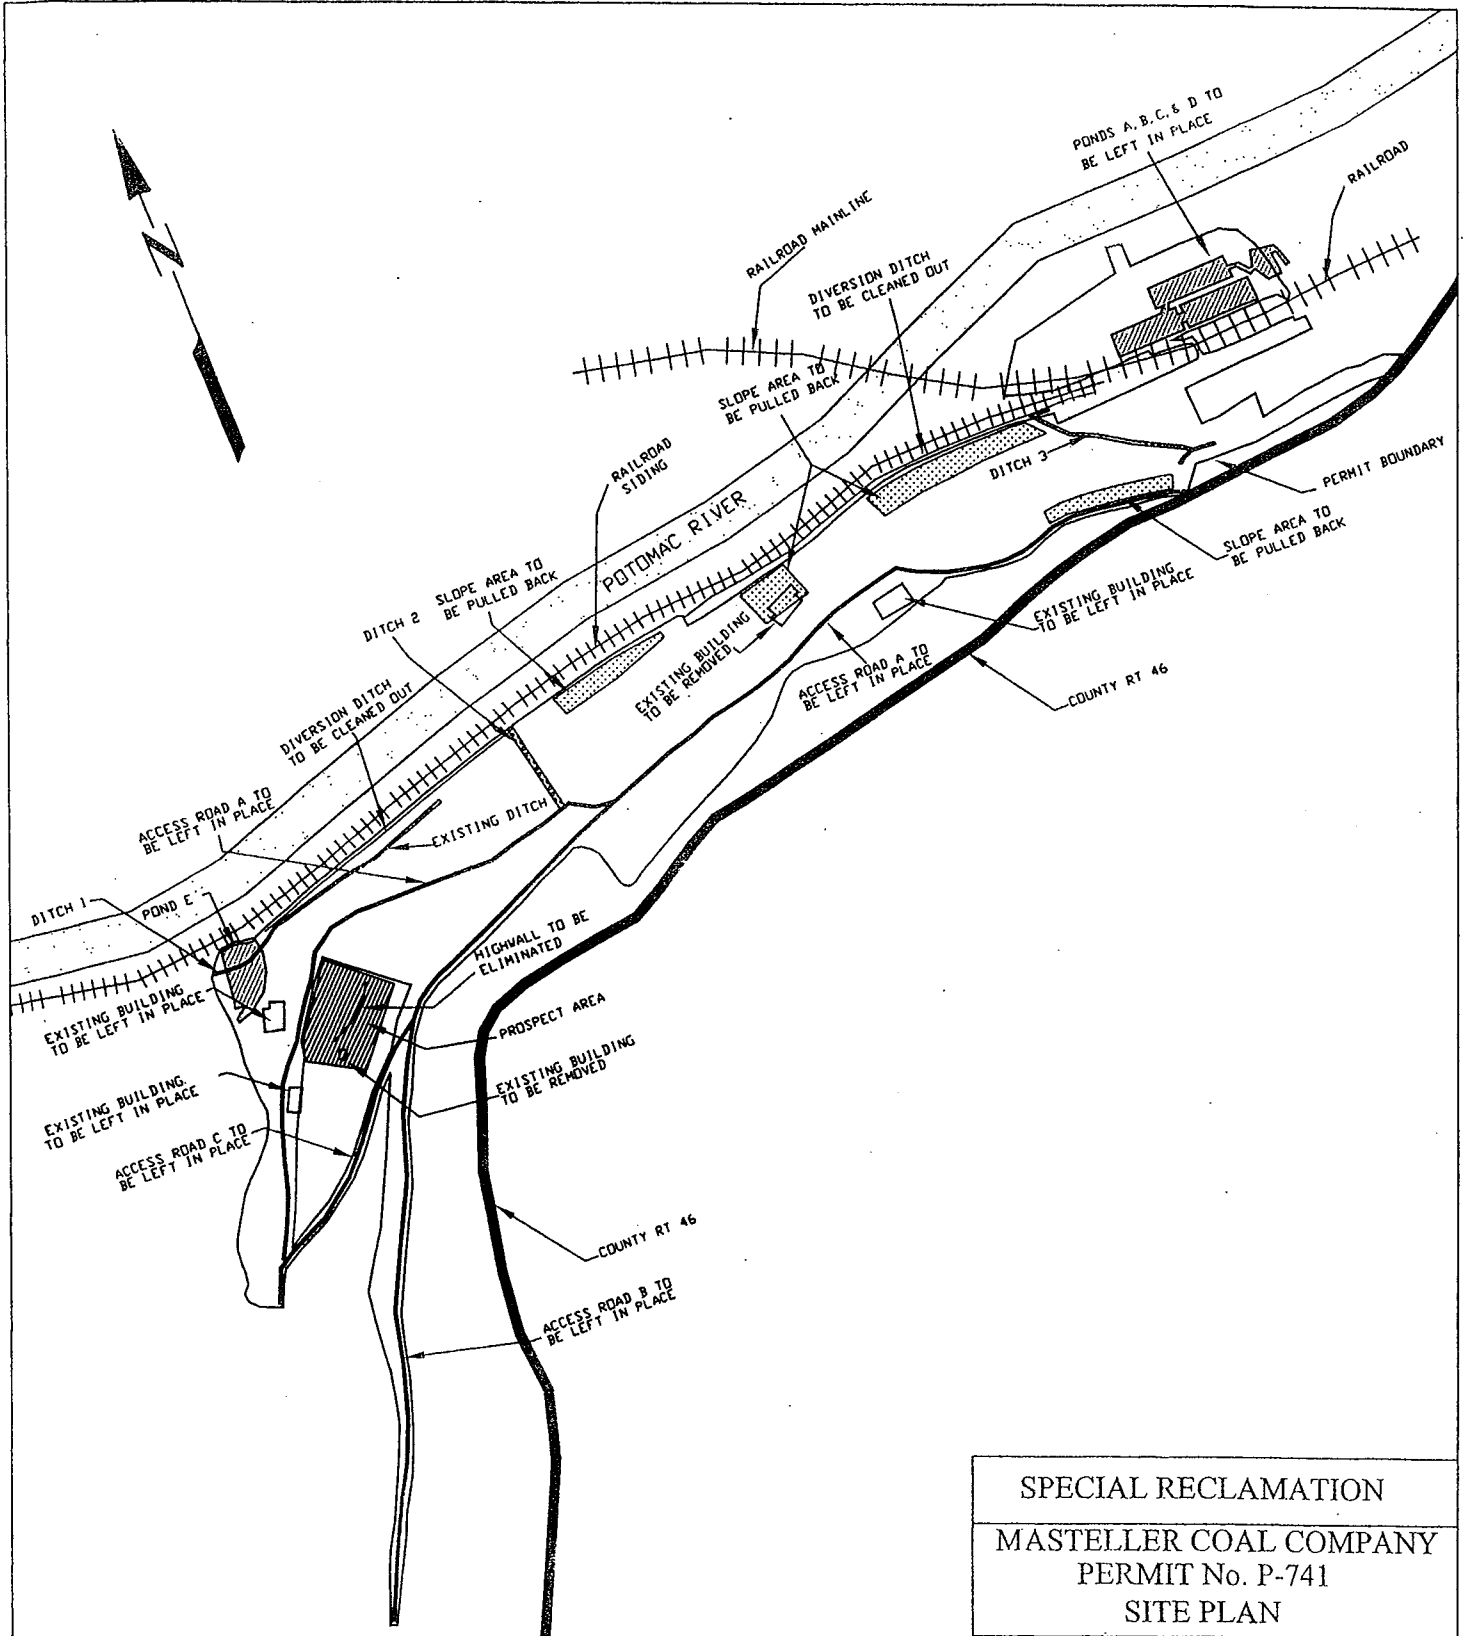 PONDS A, B, C, & D TO
BE LEFT IN PLACE
RAILROAD
RAILROAD MAINLINE
DIVERSION DITCH
TO BE CLEANED OUT
N
SLOPE AREA TO
BE PULLED BACK
RAILROAD
SIDING
DITCH 3
PERMIT BOUNDARY
POTOMAC RIVER
SLOPE AREA TO
BE PULLED BACK
DITCH 2
SLOPE AREA TO
BE PULLED BACK
EXISTING BUILDING
TO BE LEFT IN PLACE
EXISTING BUILDING
TO BE REMOVED
ACCESS ROAD A TO
BE LEFT IN PLACE
COUNTY RT 46
DIVERSION DITCH
TO BE CLEANED OUT
ACCESS ROAD A TO
BE LEFT IN PLACE
EXISTING DITCH
DITCH 1
POND E
HIGHWALL TO BE
ELIMINATED
EXISTING BUILDING
TO BE LEFT IN PLACE
PROSPECT AREA
EXISTING BUILDING
TO BE REMOVED
EXISTING BUILDING
TO BE LEFT IN PLACE
ACCESS ROAD C TO
BE LEFT IN PLACE
COUNTY RT 46
ACCESS ROAD B TO
BE LEFT IN PLACE
SPECIAL RECLAMATION
MASTELLER COAL COMPANY
PERMIT No. P-741
SITE PLAN